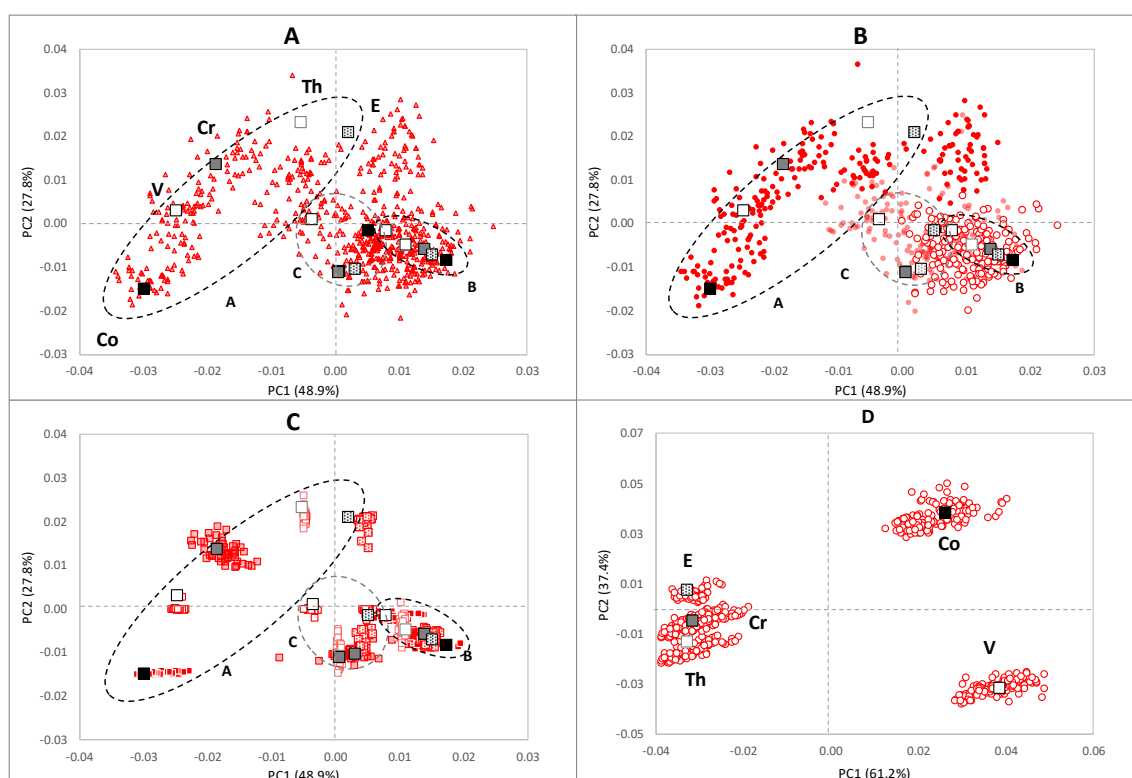 A
0.04
0.03
0.02
0.01
0.00
-0.01
-0.02
-0.03
PC2 (27.8%)
Th
E
Cr
V
C
A
B
Co
-0.04
-0.03
-0.02
-0.01
0.00
0.01
0.02
0.03
PC1 (48.9%)
B
0.04
0.03
0.02
0.01
0.00
-0.01
-0.02
-0.03
PC2 (27.8%)
C
A
B
-0.04
-0.03
-0.02
-0.01
0.00
0.01
0.02
0.03
PC1 (48.9%)
C
0.04
0.03
0.02
0.01
0.00
-0.01
-0.02
-0.03
PC2 (27.8%)
C
A
B
-0.04
-0.03
-0.02
-0.01
0.00
0.01
0.02
0.03
PC1 (48.9%)
D
0.07
0.05
0.03
0.01
-0.01
-0.03
-0.05
PC2 (37.4%)
Co
E
Cr
Th
V
-0.04
-0.02
0.00
0.02
0.04
0.06
PC1 (61.2%)